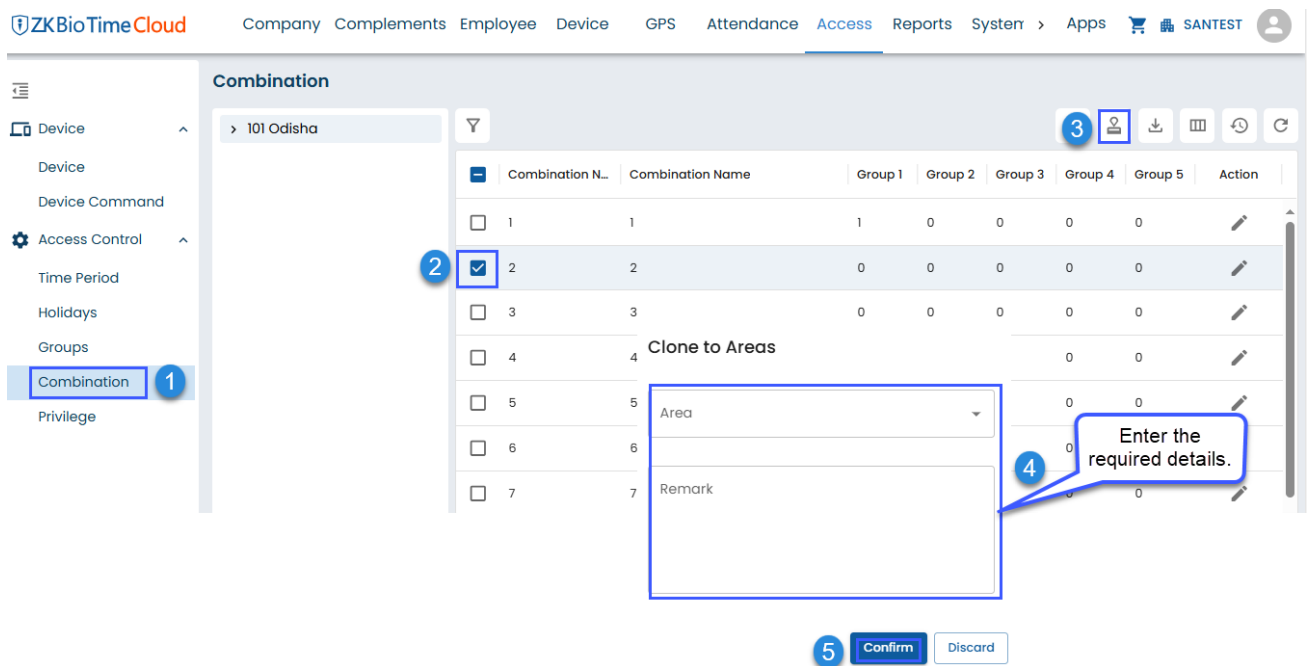 ZKBioTime Cloud
Company Complements Employee Device GPS Attendance Access Reports System > Apps SANTEST
Combination
Device
Device
Device Command
Access Control
Time Period
Holidays
Groups
Combination 1
Privilege
> 101 Odisha
3
Combination N... Combination Name Group 1 Group 2 Group 3 Group 4 Group 5 Action
1 1 1 0 0 0 0
2 2 2 0 0 0 0 0
3 3 0 0 0 0 0
4 4 0 0
5 5 0 0
6 6 0
7 7 0 0
Clone to Areas
Area
Remark
4
Enter the
required details.
5 Confirm Discard